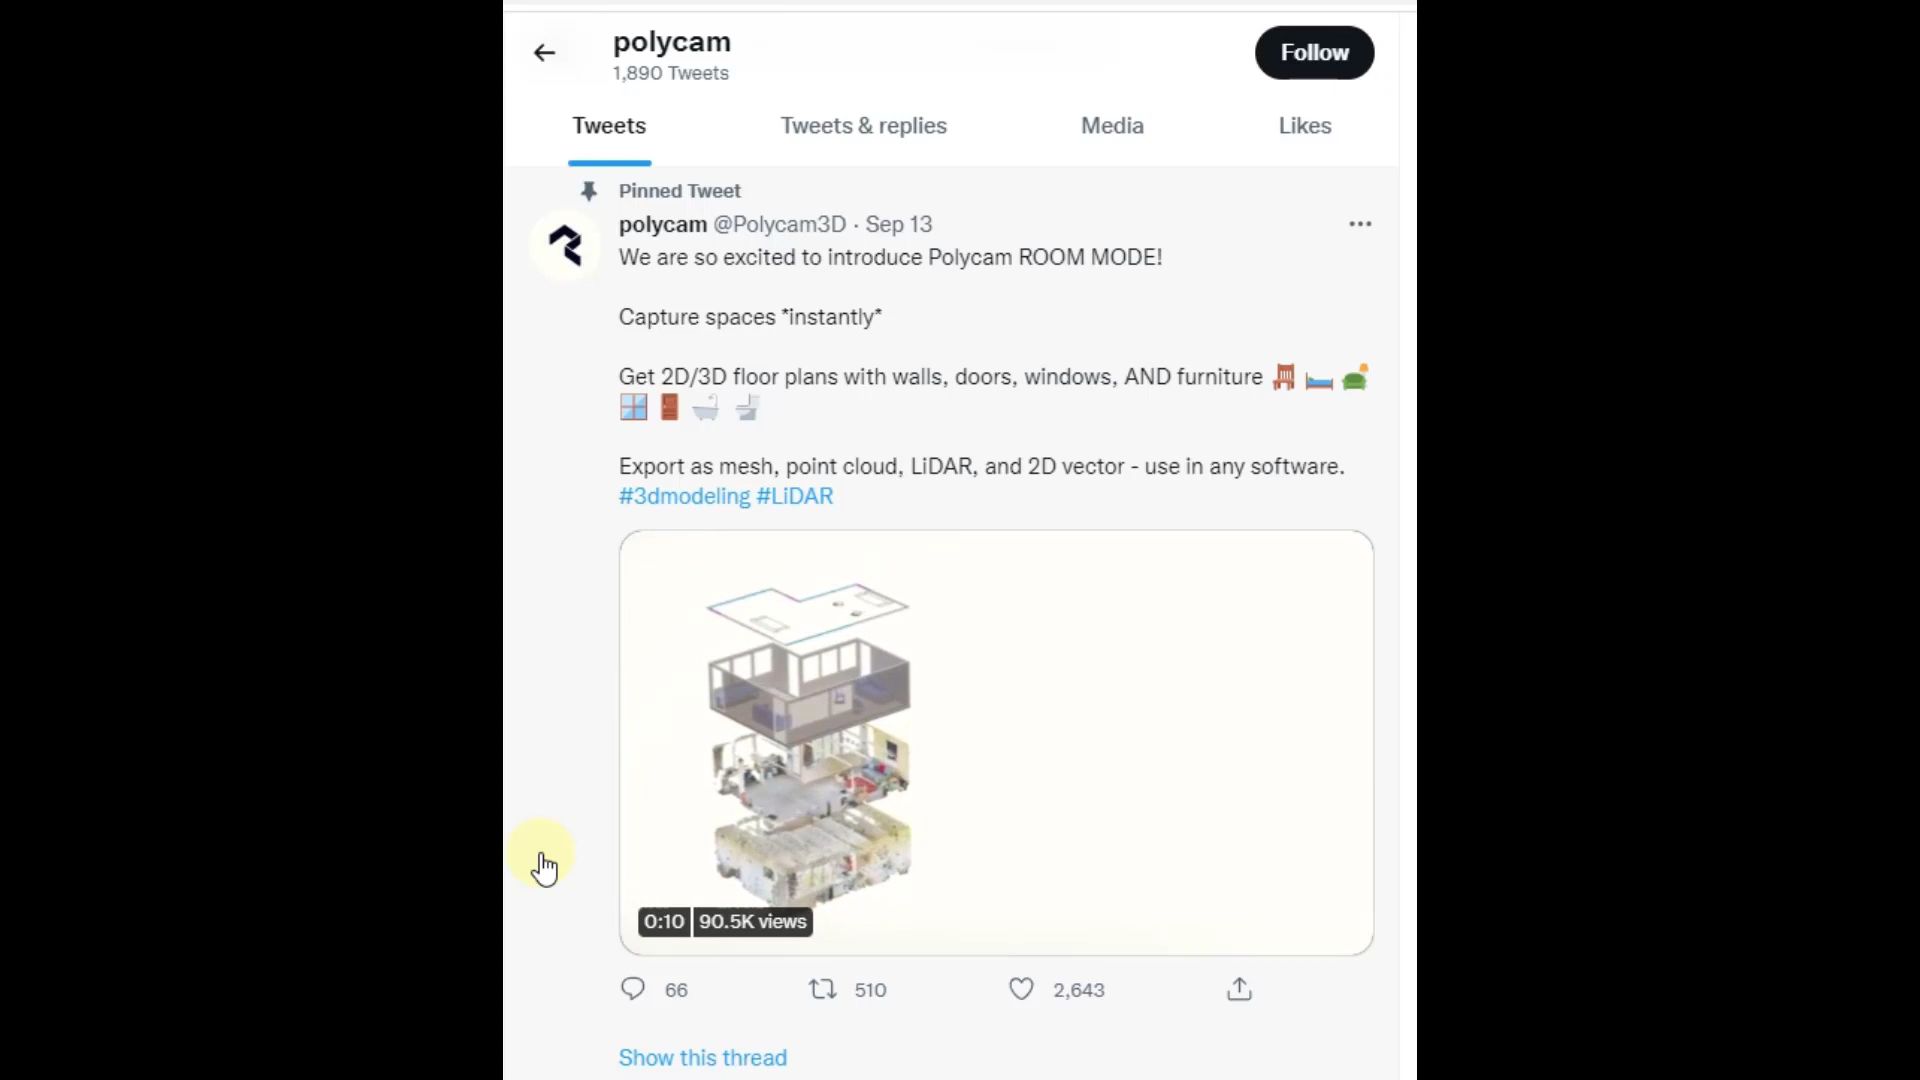 polycam
1,890 Tweets
Follow
Tweets
Tweets & replies
Media
Likes
Pinned Tweet
polycam @Polycam3D · Sep 13
We are so excited to introduce Polycam ROOM MODE!
Capture spaces *instantly*
Get 2D/3D floor plans with walls, doors, windows, AND furniture 🪑 🛏️ 🛋️
🪟 🚪 🛁 🚽
Export as mesh, point cloud, LiDAR, and 2D vector - use in any software.
#3dmodeling #LiDAR
0:10 90.5K views
66 510 2,643
Show this thread